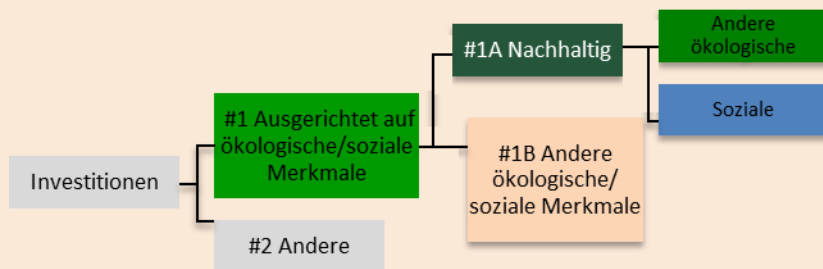 Investitionen
#1 Ausgerichtet auf
ökologische/soziale
Merkmale
#2 Andere
#1A Nachhaltig
#1B Andere
ökologische/
soziale Merkmale
Andere
ökologische
Soziale